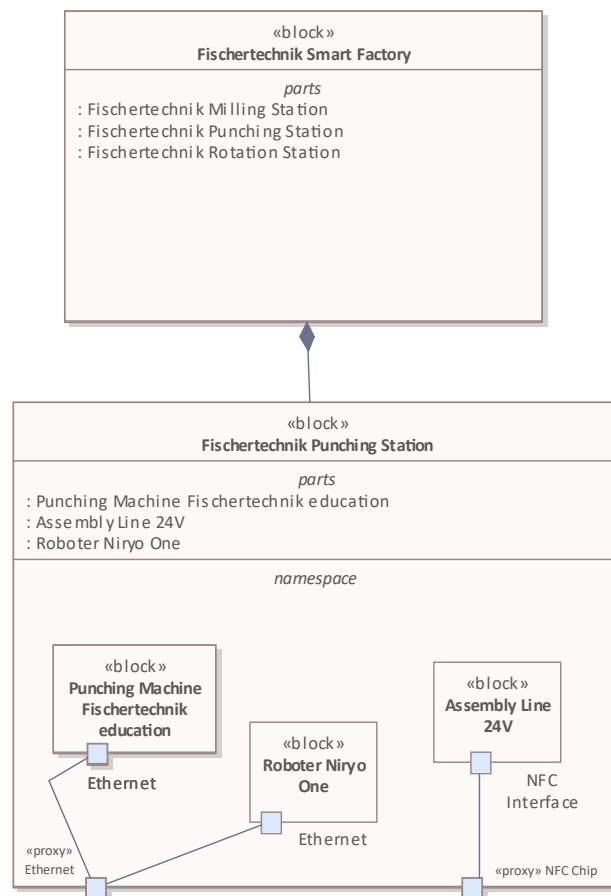 «block»
Fischertechnik Smart Factory
parts
: Fischertechnik Milling Station
: Fischertechnik Punching Station
: Fischertechnik Rotation Station
«block»
Fischertechnik Punching Station
parts
: Punching Machine Fischertechnik education
: Assembly Line 24V
: Roboter Niryo One
namespace
«block»
Punching Machine
Fischertechnik
education
Ethernet
«block»
Roboter Niryo
One
Ethernet
«block»
Assembly Line
24V
NFC
Interface
«proxy»
Ethernet
«proxy» NFC Chip